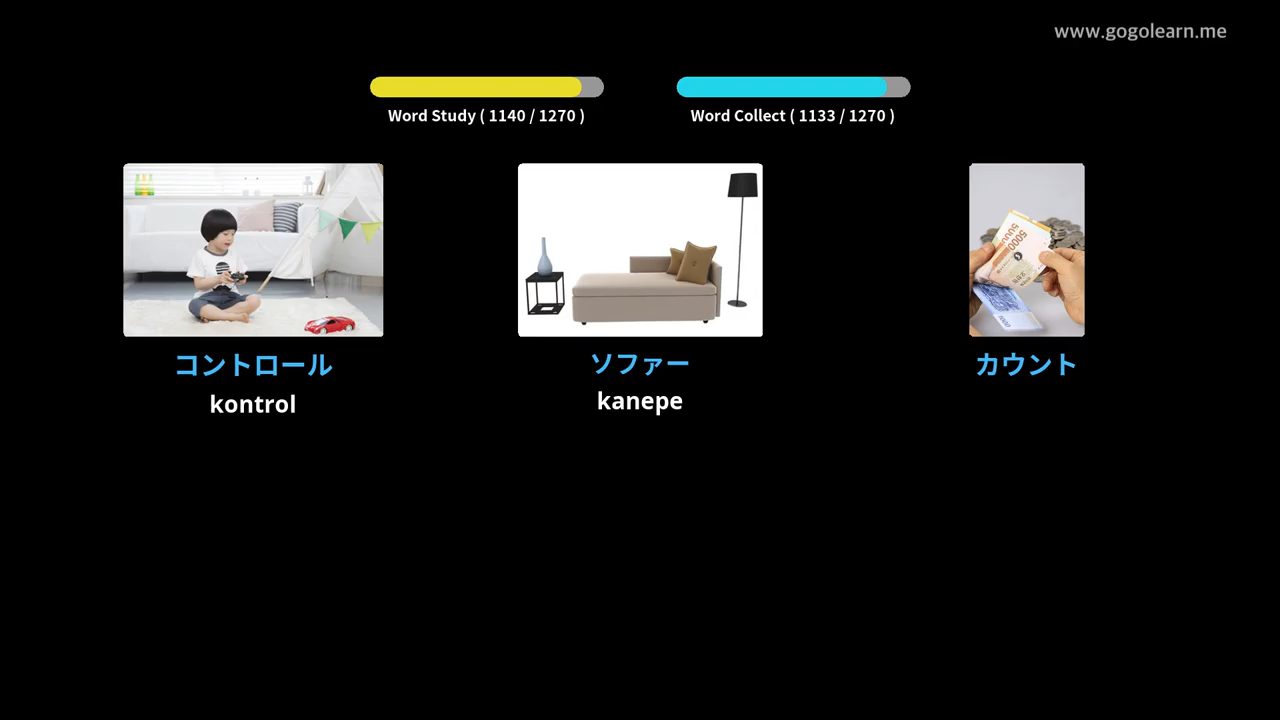 www.gogolearn.me
Word Study ( 1140 / 1270 )
Word Collect ( 1133 / 1270 )
コントロール
ソファー
カウント
kontrol
kanepe
5000